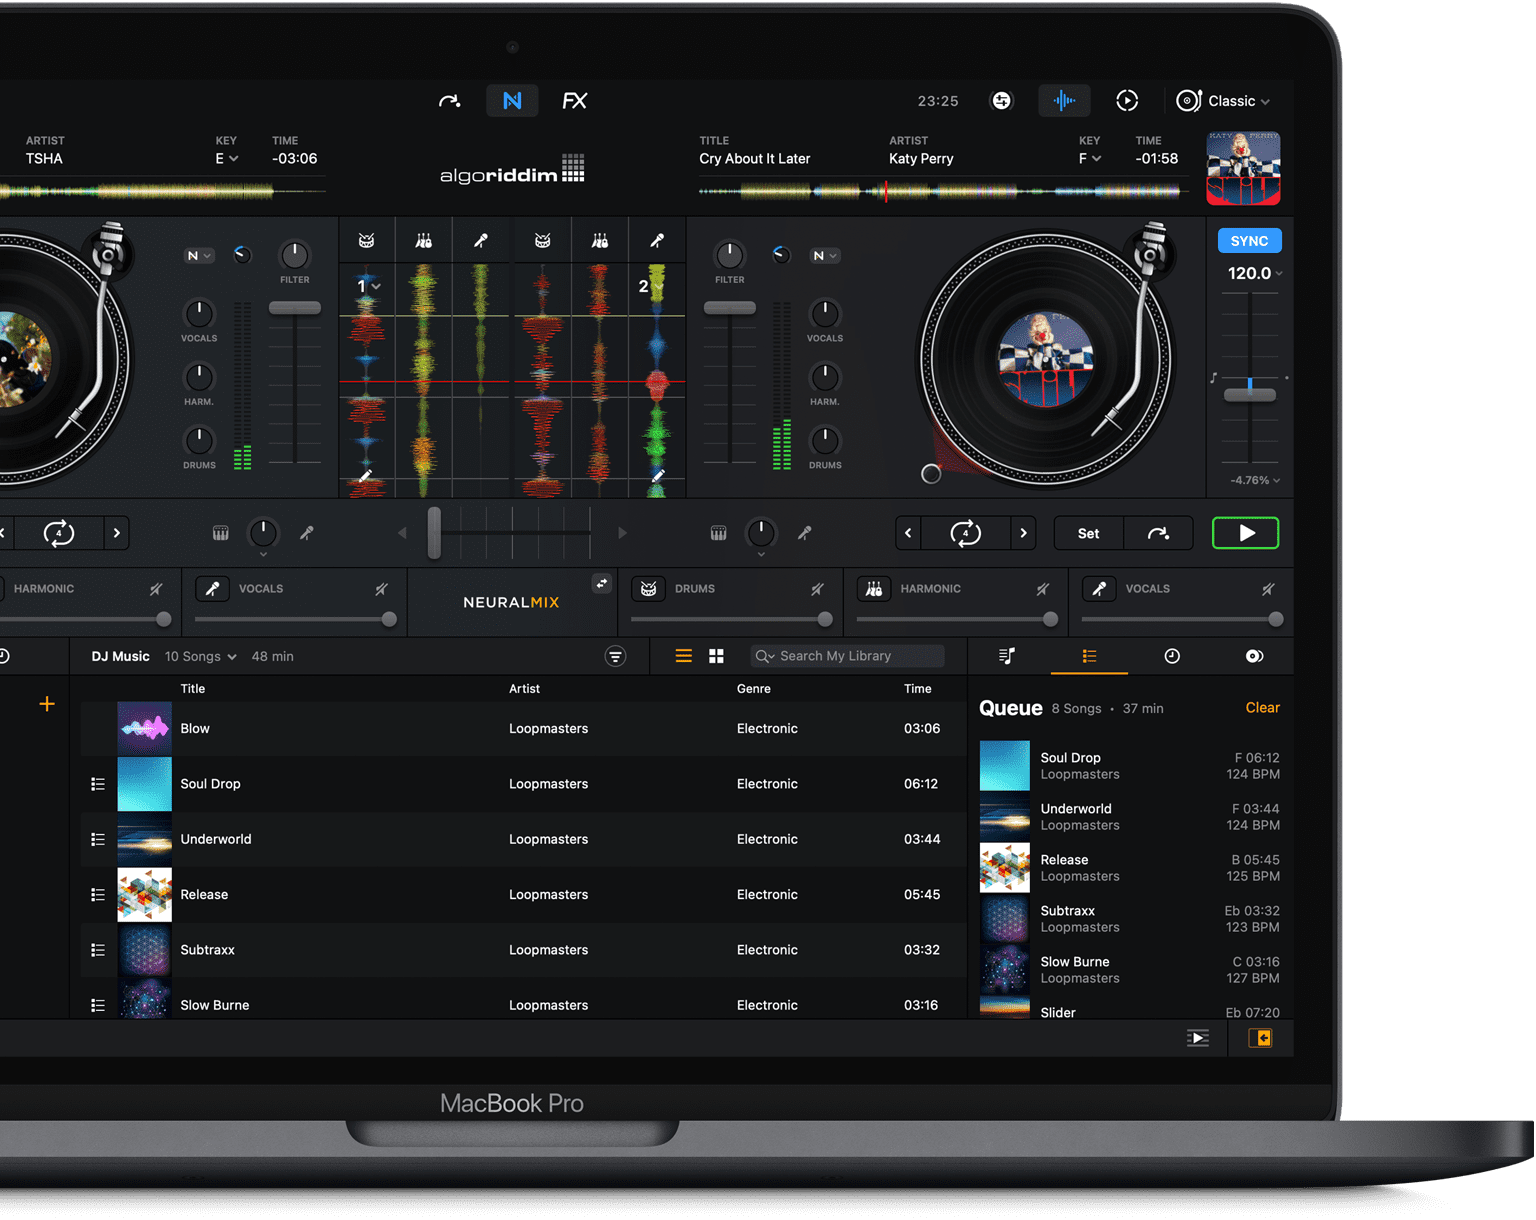 FX
23:25
Classic
ARTIST
TSHA
KEY
E
TIME
-03:06
algoriddim
TITLE
Cry About It Later
ARTIST
Katy Perry
KEY
F
TIME
-01:58
KATY PERRY
N
FILTER
VOCALS
HARM.
DRUMS
1
2
FILTER
N
VOCALS
HARM.
DRUMS
SYNC
120.0
-4.76%
4
4
Set
HARMONIC
VOCALS
NEURALMIX
DRUMS
HARMONIC
VOCALS
DJ Music 10 Songs 48 min
Search My Library
Title Artist Genre Time
Blow Loopmasters Electronic 03:06
Soul Drop Loopmasters Electronic 06:12
Underworld Loopmasters Electronic 03:44
Release Loopmasters Electronic 05:45
Subtraxx Loopmasters Electronic 03:32
Slow Burne Loopmasters Electronic 03:16
Queue 8 Songs • 37 min Clear
Soul Drop F 06:12
Loopmasters 124 BPM
Underworld F 03:44
Loopmasters 124 BPM
Release B 05:45
Loopmasters 125 BPM
Subtraxx Eb 03:32
Loopmasters 123 BPM
Slow Burne C 03:16
Loopmasters 127 BPM
Slider Eb 07:20
MacBook Pro